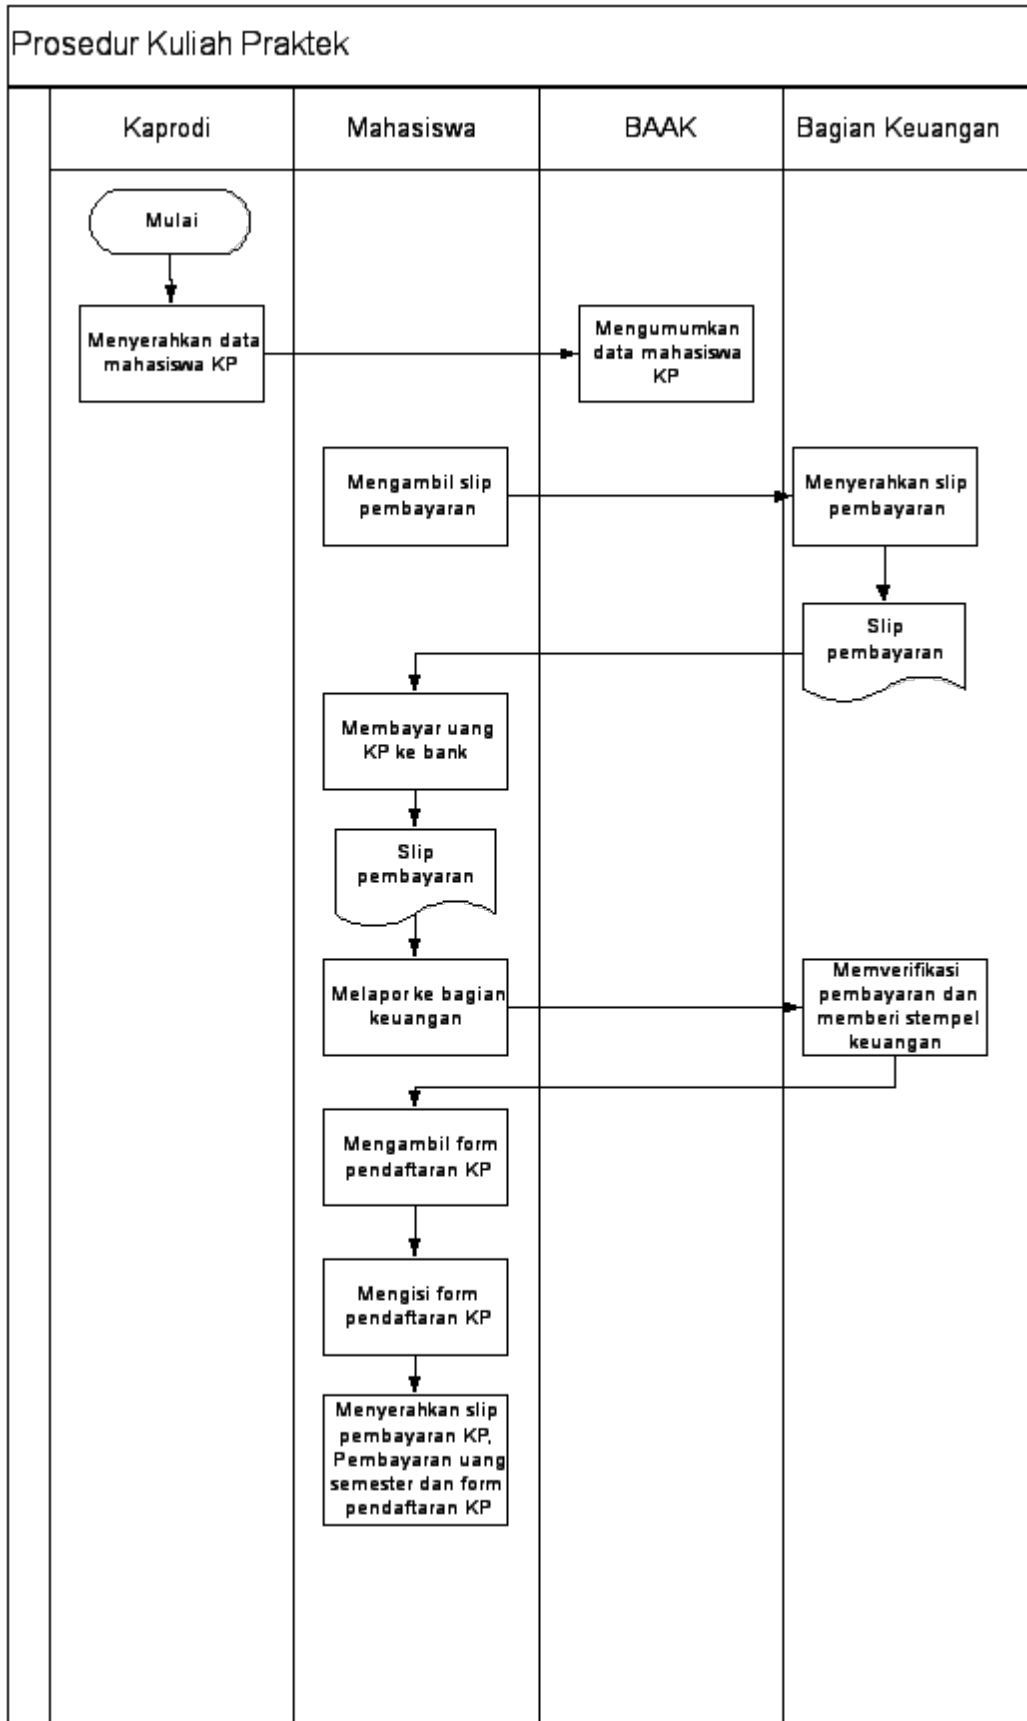 Prosedur Kuliah Praktek
Kaprodi
Mahasiswa
BAAK
Bagian Keuangan
Mulai
Menyerahkan data
mahasiswa KP
Mengumumkan
data mahasiswa
KP
Mengambil slip
pembayaran
Menyerahkan slip
pembayaran
Slip
pembayaran
Membayar uang
KP ke bank
Slip
pembayaran
Melapor ke bagian
keuangan
Memverifikasi
pembayaran dan
memberi stempel
keuangan
Mengambil form
pendaftaran KP
Mengisi form
pendaftaran KP
Menyerahkan slip
pembayaran KP,
Pembayaran uang
semester dan form
pendaftaran KP